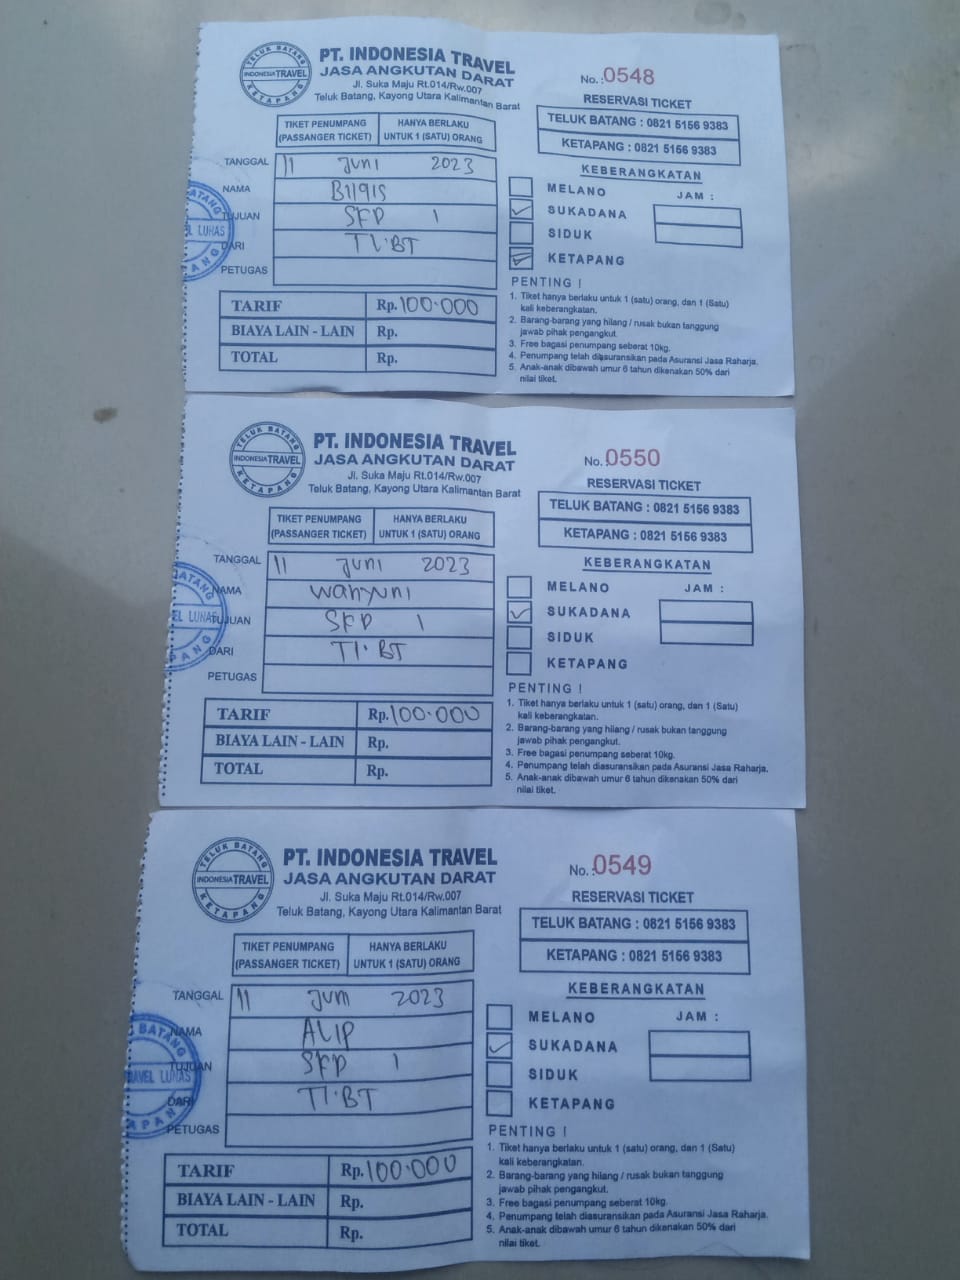 TELUK BATANG
INDONESIA TRAVEL
KETAPANG
PT. INDONESIA TRAVEL
JASA ANGKUTAN DARAT
Jl. Suka Maju Rt.014/Rw.007
Teluk Batang, Kayong Utara Kalimantan Barat
No.:0548
RESERVASI TICKET
TELUK BATANG : 0821 5156 9383
KETAPANG : 0821 5156 9383
TIKET PENUMPANG HANYA BERLAKU
(PASSANGER TICKET) UNTUK 1 (SATU) ORANG
TANGGAL 11 Juni 2023
NAMA Bilqis
TUJUAN SKD 1
DARI Tl.BT
PETUGAS
LUNAS
KEBERANGKATAN
MELANO JAM :
SUKADANA
SIDUK
KETAPANG
TARIF Rp. 100.000
BIAYA LAIN - LAIN Rp.
TOTAL Rp.
PENTING !
1. Tiket hanya berlaku untuk 1 (satu) orang, dan 1 (Satu)
kali keberangkatan.
2. Barang-barang yang hilang / rusak bukan tanggung
jawab pihak pengangkut.
3. Free bagasi penumpang seberat 10kg.
4. Penumpang telah diasuransikan pada Asuransi Jasa Raharja.
5. Anak-anak dibawah umur 6 tahun dikenakan 50% dari
nilai tiket.
TELUK BATANG
INDONESIA TRAVEL
KETAPANG
PT. INDONESIA TRAVEL
JASA ANGKUTAN DARAT
Jl. Suka Maju Rt.014/Rw.007
Teluk Batang, Kayong Utara Kalimantan Barat
No.:0550
RESERVASI TICKET
TELUK BATANG : 0821 5156 9383
KETAPANG : 0821 5156 9383
TIKET PENUMPANG HANYA BERLAKU
(PASSANGER TICKET) UNTUK 1 (SATU) ORANG
TANGGAL 11 Juni 2023
NAMA Wahyuni
TUJUAN SKD 1
DARI Tl.BT
PETUGAS
LUNAS
KEBERANGKATAN
MELANO JAM :
SUKADANA
SIDUK
KETAPANG
TARIF Rp. 100.000
BIAYA LAIN - LAIN Rp.
TOTAL Rp.
PENTING !
1. Tiket hanya berlaku untuk 1 (satu) orang, dan 1 (Satu)
kali keberangkatan.
2. Barang-barang yang hilang / rusak bukan tanggung
jawab pihak pengangkut.
3. Free bagasi penumpang seberat 10kg.
4. Penumpang telah diasuransikan pada Asuransi Jasa Raharja.
5. Anak-anak dibawah umur 6 tahun dikenakan 50% dari
nilai tiket.
TELUK BATANG
INDONESIA TRAVEL
KETAPANG
PT. INDONESIA TRAVEL
JASA ANGKUTAN DARAT
Jl. Suka Maju Rt.014/Rw.007
Teluk Batang, Kayong Utara Kalimantan Barat
No.:0549
RESERVASI TICKET
TELUK BATANG : 0821 5156 9383
KETAPANG : 0821 5156 9383
TIKET PENUMPANG HANYA BERLAKU
(PASSANGER TICKET) UNTUK 1 (SATU) ORANG
TANGGAL 11 Juni 2023
NAMA ALIP
TUJUAN SKD 1
DARI Tl.BT
PETUGAS
LUNAS
KEBERANGKATAN
MELANO JAM :
SUKADANA
SIDUK
KETAPANG
TARIF Rp. 100.000
BIAYA LAIN - LAIN Rp.
TOTAL Rp.
PENTING !
1. Tiket hanya berlaku untuk 1 (satu) orang, dan 1 (Satu)
kali keberangkatan.
2. Barang-barang yang hilang / rusak bukan tanggung
jawab pihak pengangkut.
3. Free bagasi penumpang seberat 10kg.
4. Penumpang telah diasuransikan pada Asuransi Jasa Raharja.
5. Anak-anak dibawah umur 6 tahun dikenakan 50% dari
nilai tiket.